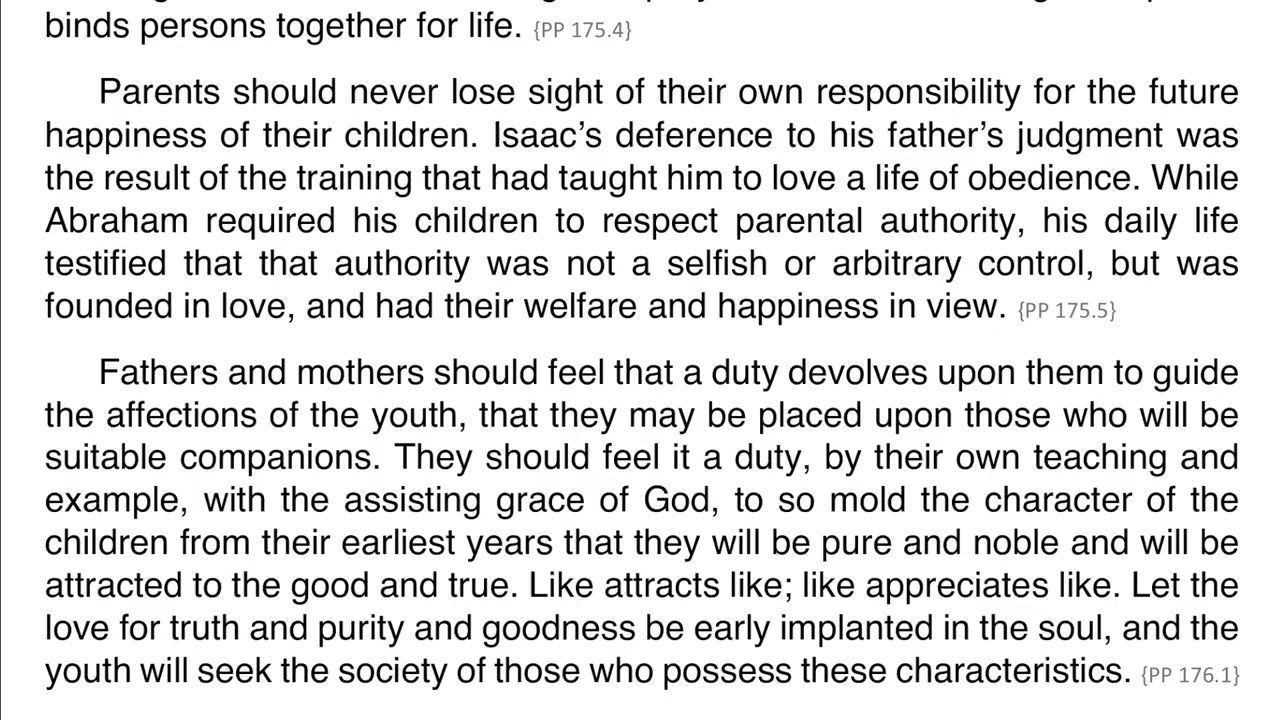 binds persons together for life. {PP 175.4}
Parents should never lose sight of their own responsibility for the future
happiness of their children. Isaac’s deference to his father’s judgment was
the result of the training that had taught him to love a life of obedience. While
Abraham required his children to respect parental authority, his daily life
testified that that authority was not a selfish or arbitrary control, but was
founded in love, and had their welfare and happiness in view. {PP 175.5}
Fathers and mothers should feel that a duty devolves upon them to guide
the affections of the youth, that they may be placed upon those who will be
suitable companions. They should feel it a duty, by their own teaching and
example, with the assisting grace of God, to so mold the character of the
children from their earliest years that they will be pure and noble and will be
attracted to the good and true. Like attracts like; like appreciates like. Let the
love for truth and purity and goodness be early implanted in the soul, and the
youth will seek the society of those who possess these characteristics. {PP 176.1}